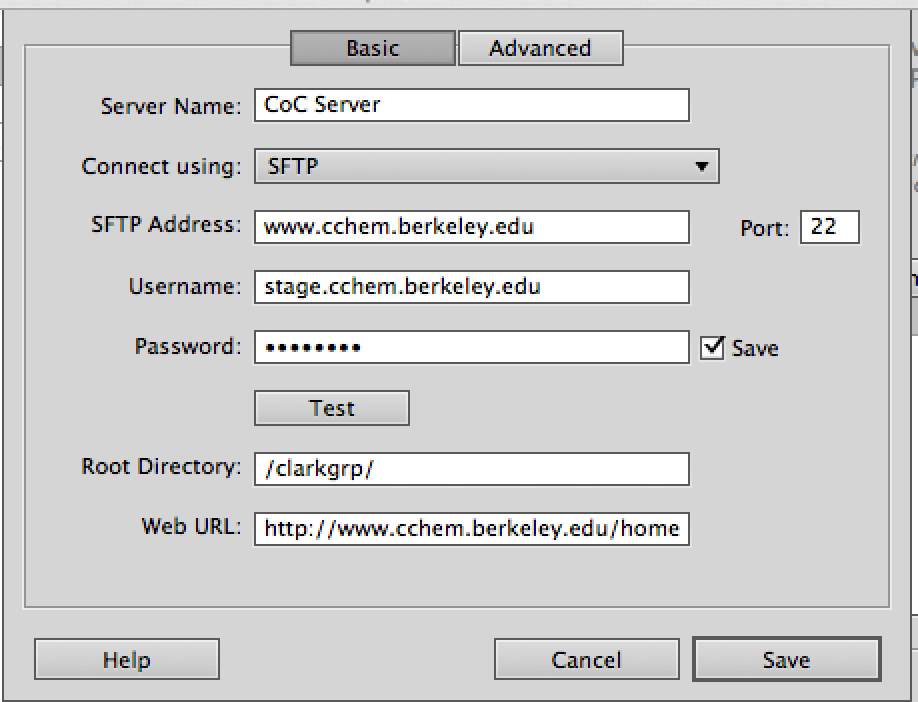 Basic Advanced
Server Name: CoC Server
Connect using: SFTP
SFTP Address: www.cchem.berkeley.edu Port: 22
Username: stage.cchem.berkeley.edu
Password: •••••••• Save
Test
Root Directory: /clarkgrp/
Web URL: http://www.cchem.berkeley.edu/home
Help Cancel Save